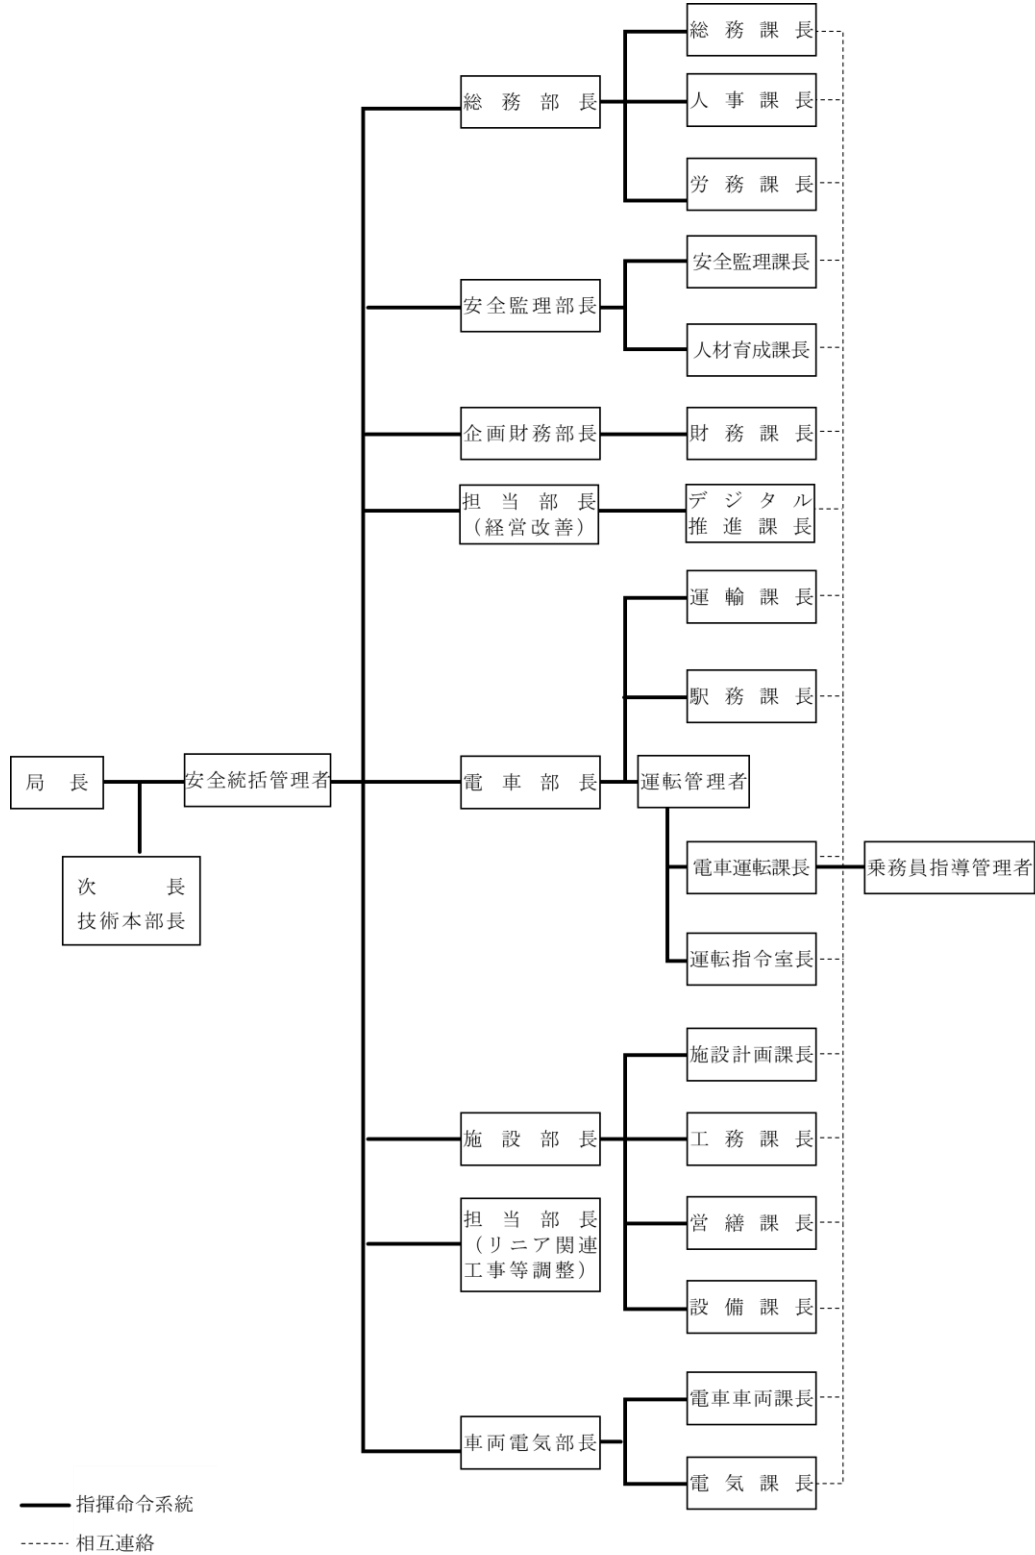 総務課長
総務部長
人事課長
労務課長
安全監理課長
安全監理部長
人材育成課長
企画財務部長
財務課長
担当部長
（経営改善）
デジタル
推進課長
運輸課長
駅務課長
局長
安全統括管理者
電車部長
運転管理者
次長
技術本部長
電車運転課長
乗務員指導管理者
運転指令室長
施設計画課長
施設部長
工務課長
担当部長
（リニア関連
工事等調整）
営繕課長
設備課長
電車車両課長
車両電気部長
電気課長
指揮命令系統
相互連絡